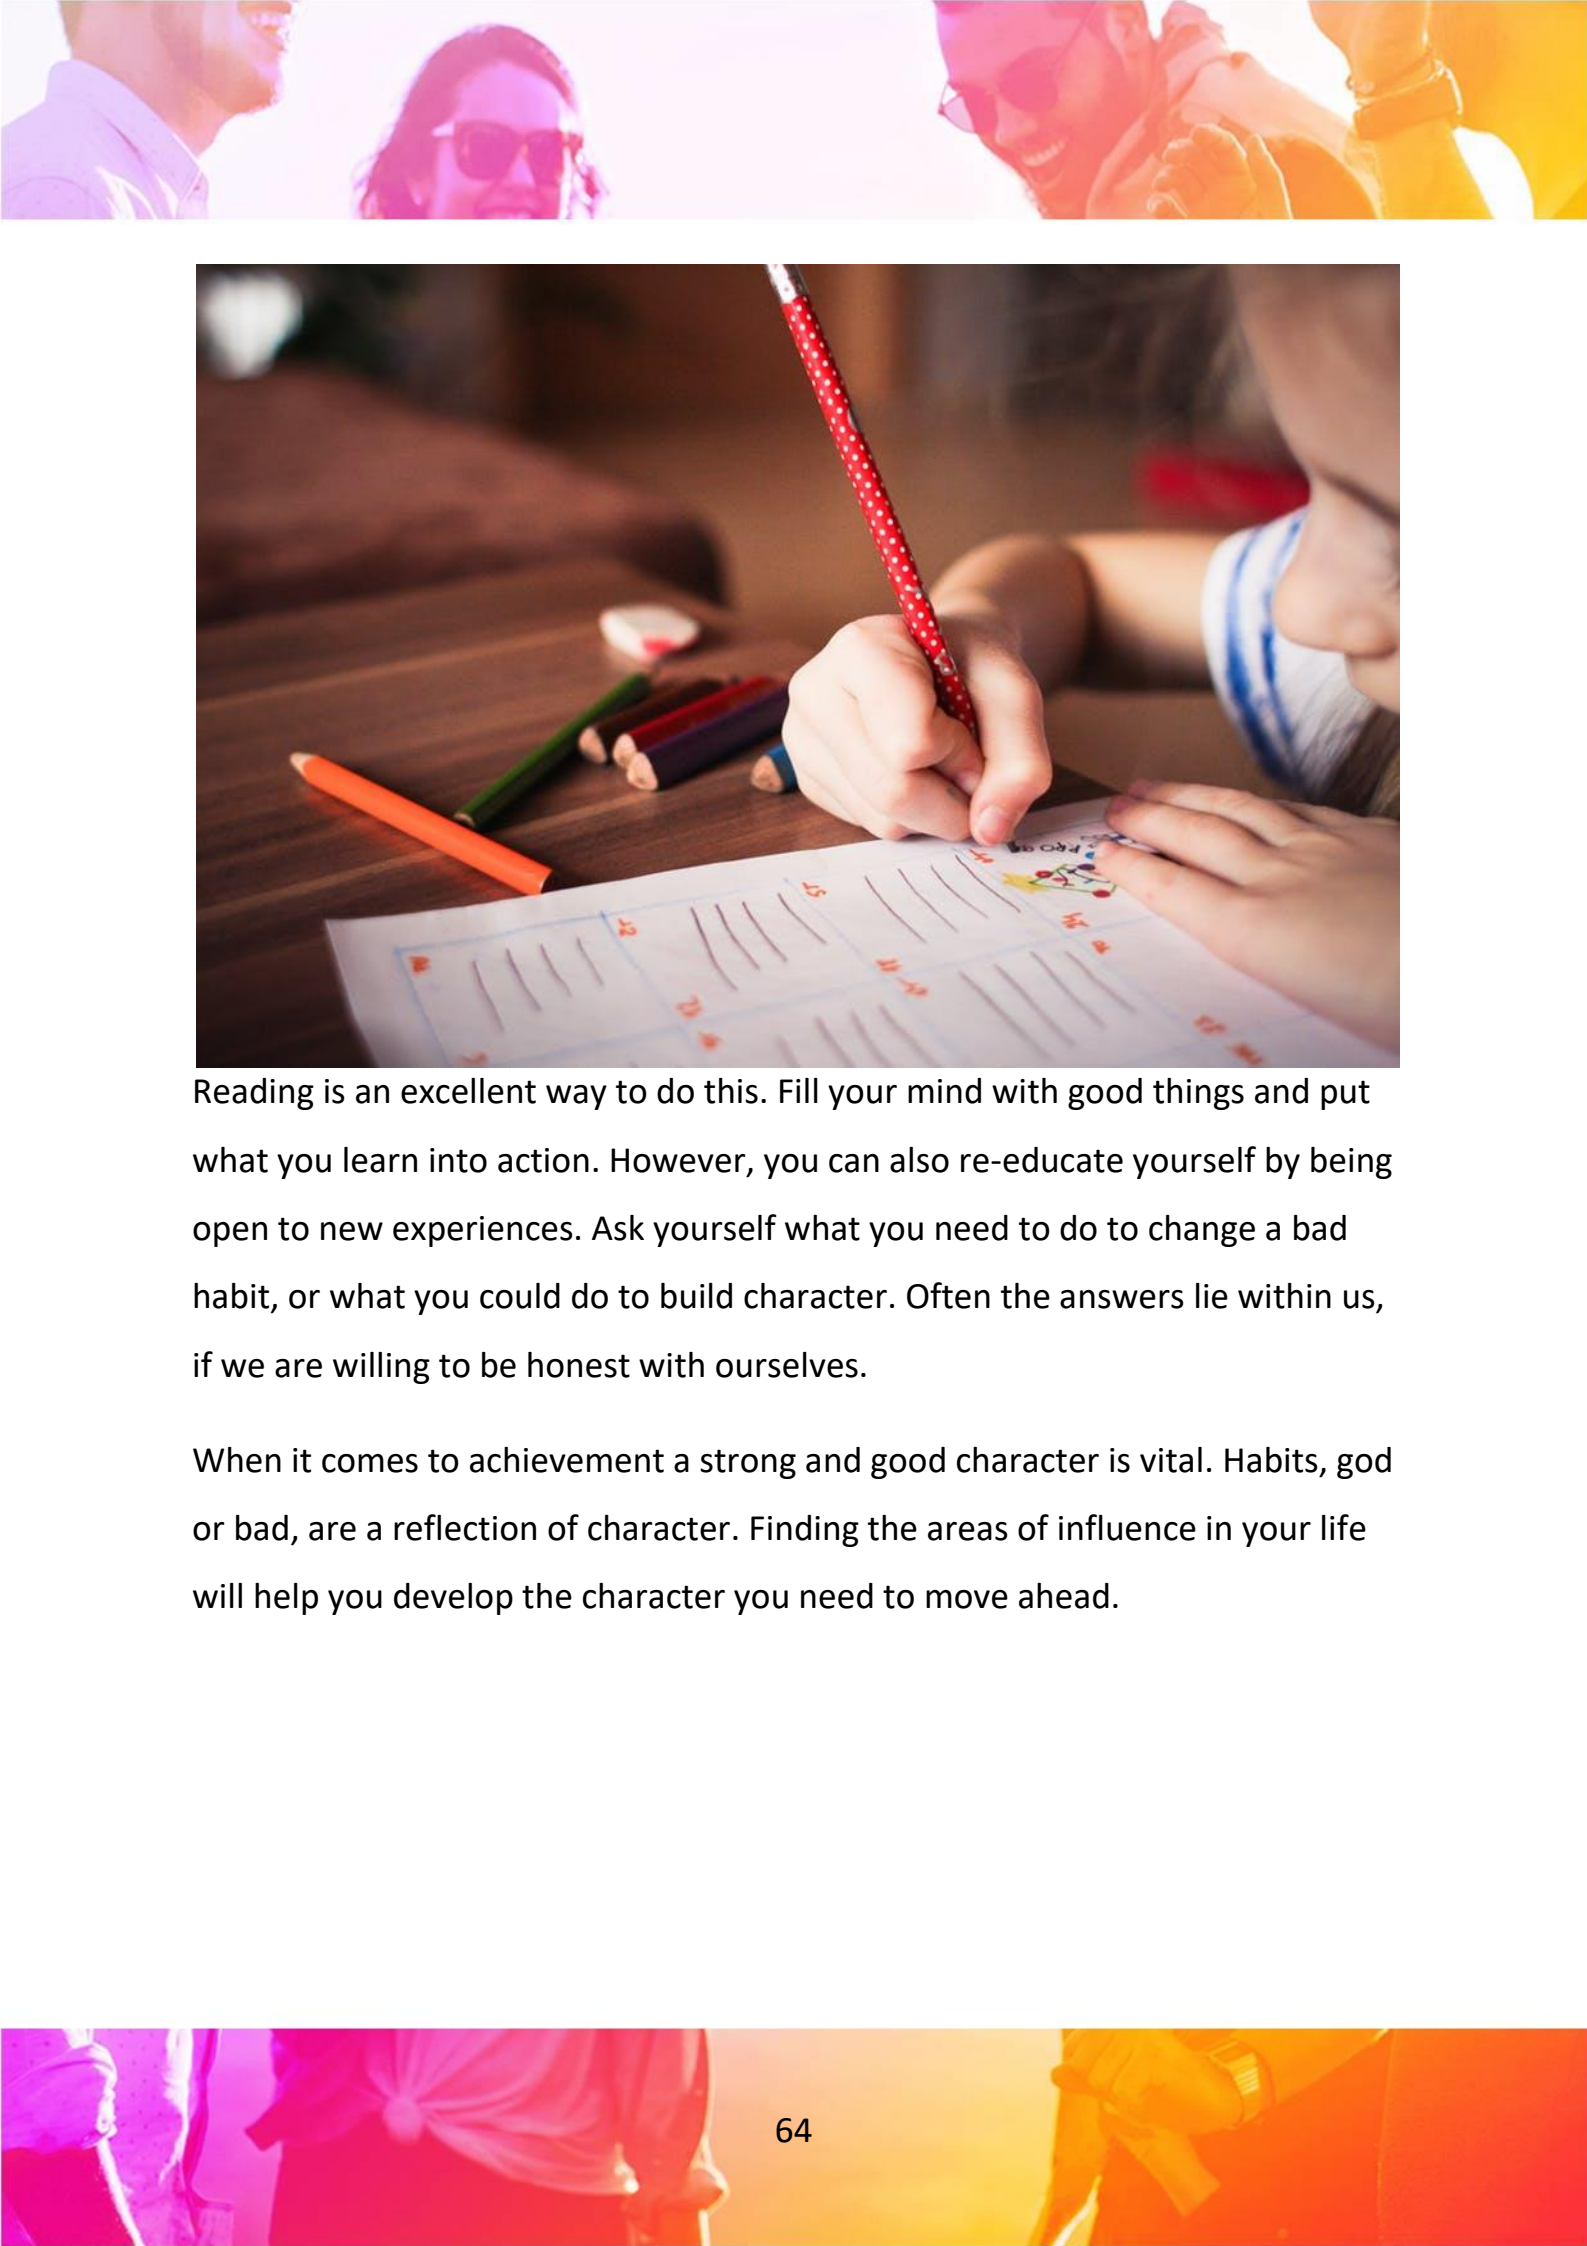 Reading is an excellent way to do this. Fill your mind with good things and put
what you learn into action. However, you can also re-educate yourself by being
open to new experiences. Ask yourself what you need to do to change a bad
habit, or what you could do to build character. Often the answers lie within us,
if we are willing to be honest with ourselves.
When it comes to achievement a strong and good character is vital. Habits, god
or bad, are a reflection of character. Finding the areas of influence in your life
will help you develop the character you need to move ahead.
64